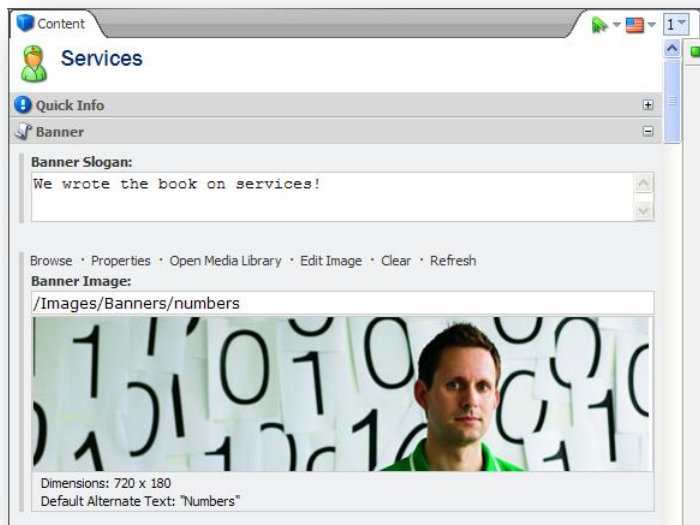 Content
1
Services
Quick Info
Banner
Banner Slogan:
We wrote the book on services!
Browse · Properties · Open Media Library · Edit Image · Clear · Refresh
Banner Image:
/Images/Banners/numbers
Dimensions: 720 x 180
Default Alternate Text: "Numbers"